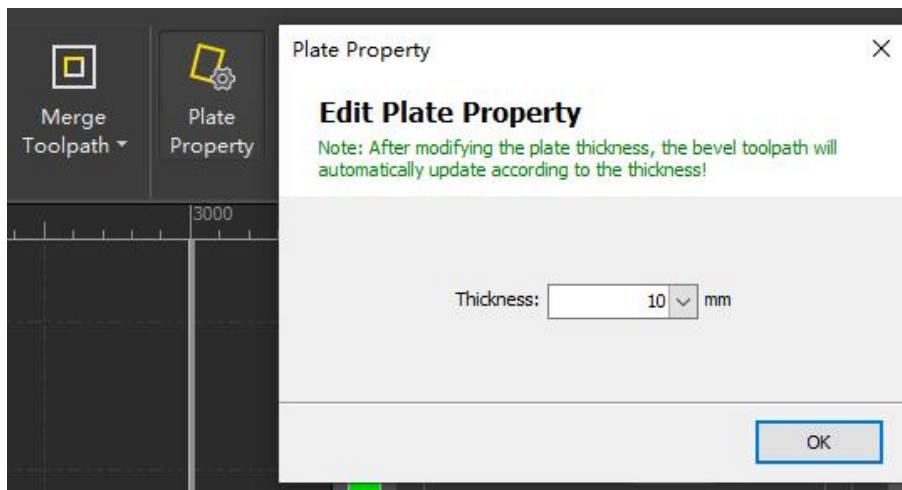 Merge
Toolpath
Plate
Property
3000
Plate Property
Edit Plate Property
Note: After modifying the plate thickness, the bevel toolpath will
automatically update according to the thickness!
Thickness: 10 mm
OK